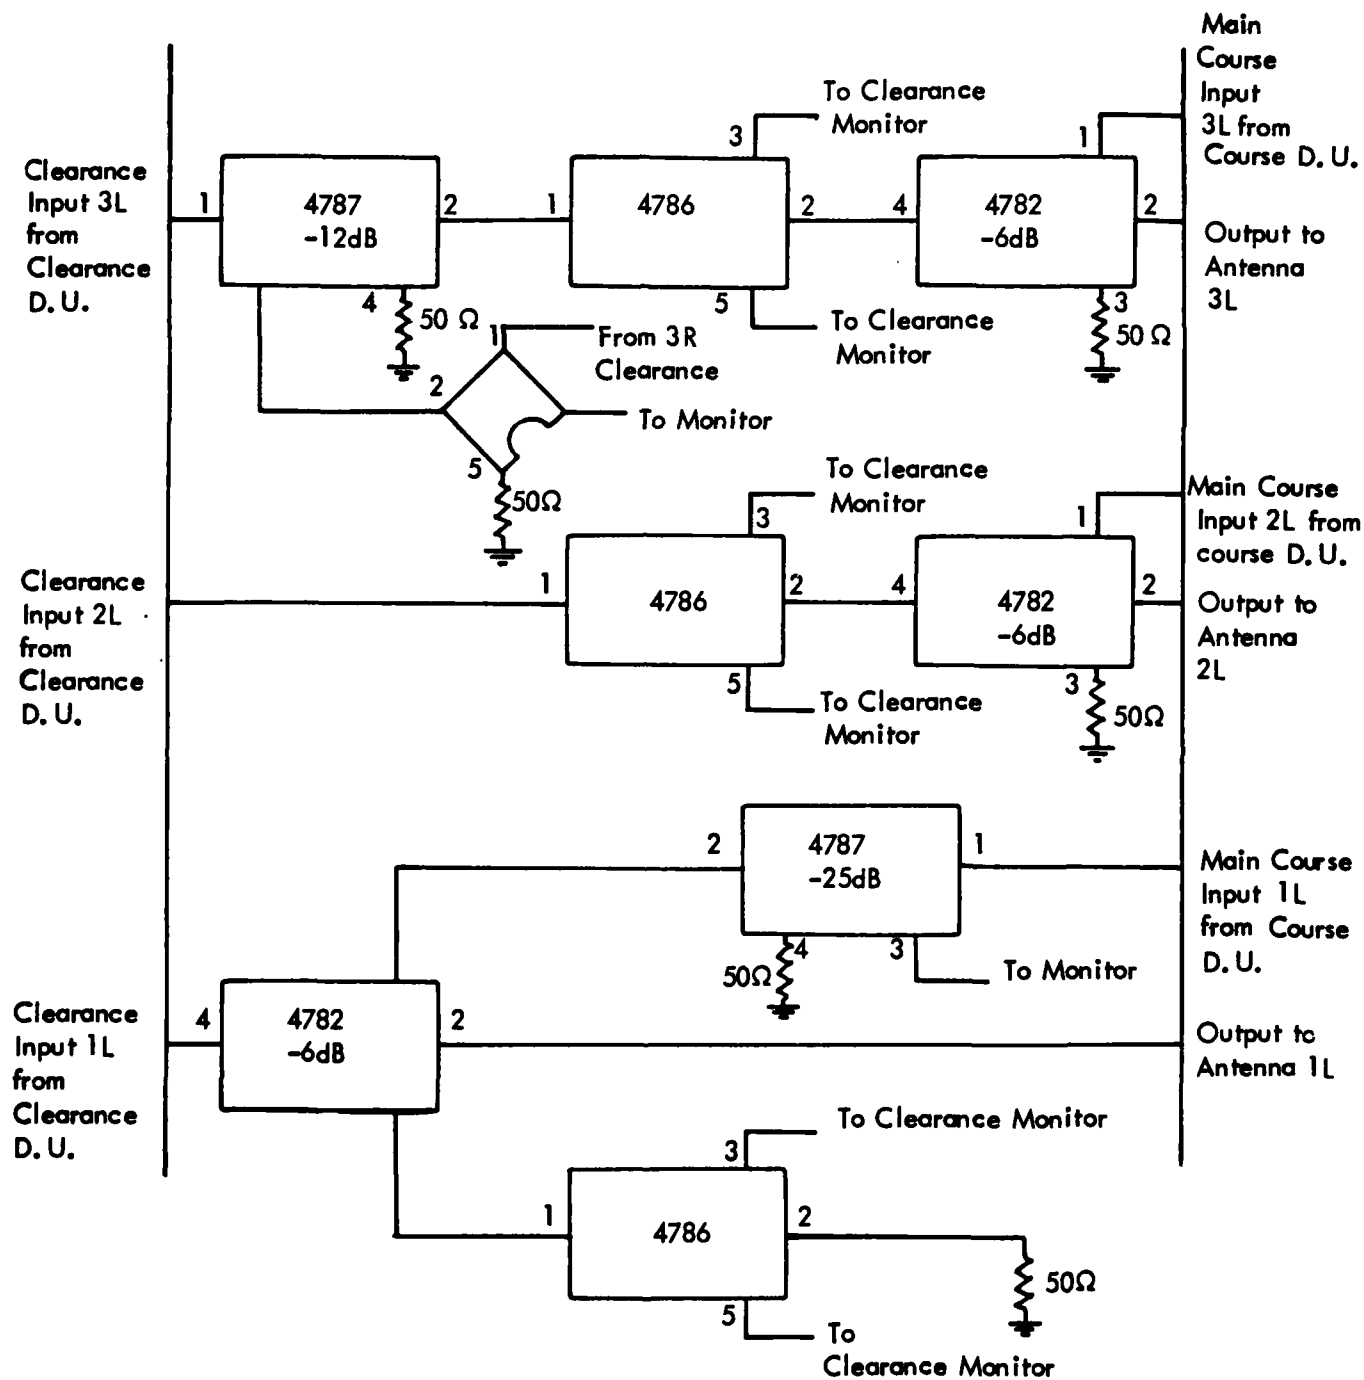 Main
Course
Input
3L from
Course D. U.
To Clearance
Monitor
3
1
Clearance
Input 3L
from
Clearance
D. U.
1
4787
-12dB
2
1
4786
2
4
4782
-6dB
2
Output to
Antenna
3L
4
50 Ω
5
To Clearance
Monitor
3
50 Ω
1
From 3R
Clearance
2
To Monitor
5
50Ω
To Clearance
Monitor
3
1
Main Course
Input 2L from
course D. U.
Clearance
Input 2L
from
Clearance
D. U.
1
4786
2
4
4782
-6dB
2
Output to
Antenna
2L
5
To Clearance
Monitor
3
50Ω
2
4787
-25dB
1
Main Course
Input 1L
from Course
D. U.
50Ω
4
3
To Monitor
Clearance
Input 1L
from
Clearance
D. U.
4
4782
-6dB
2
Output to
Antenna 1L
To Clearance Monitor
3
1
4786
2
50Ω
5
To
Clearance Monitor